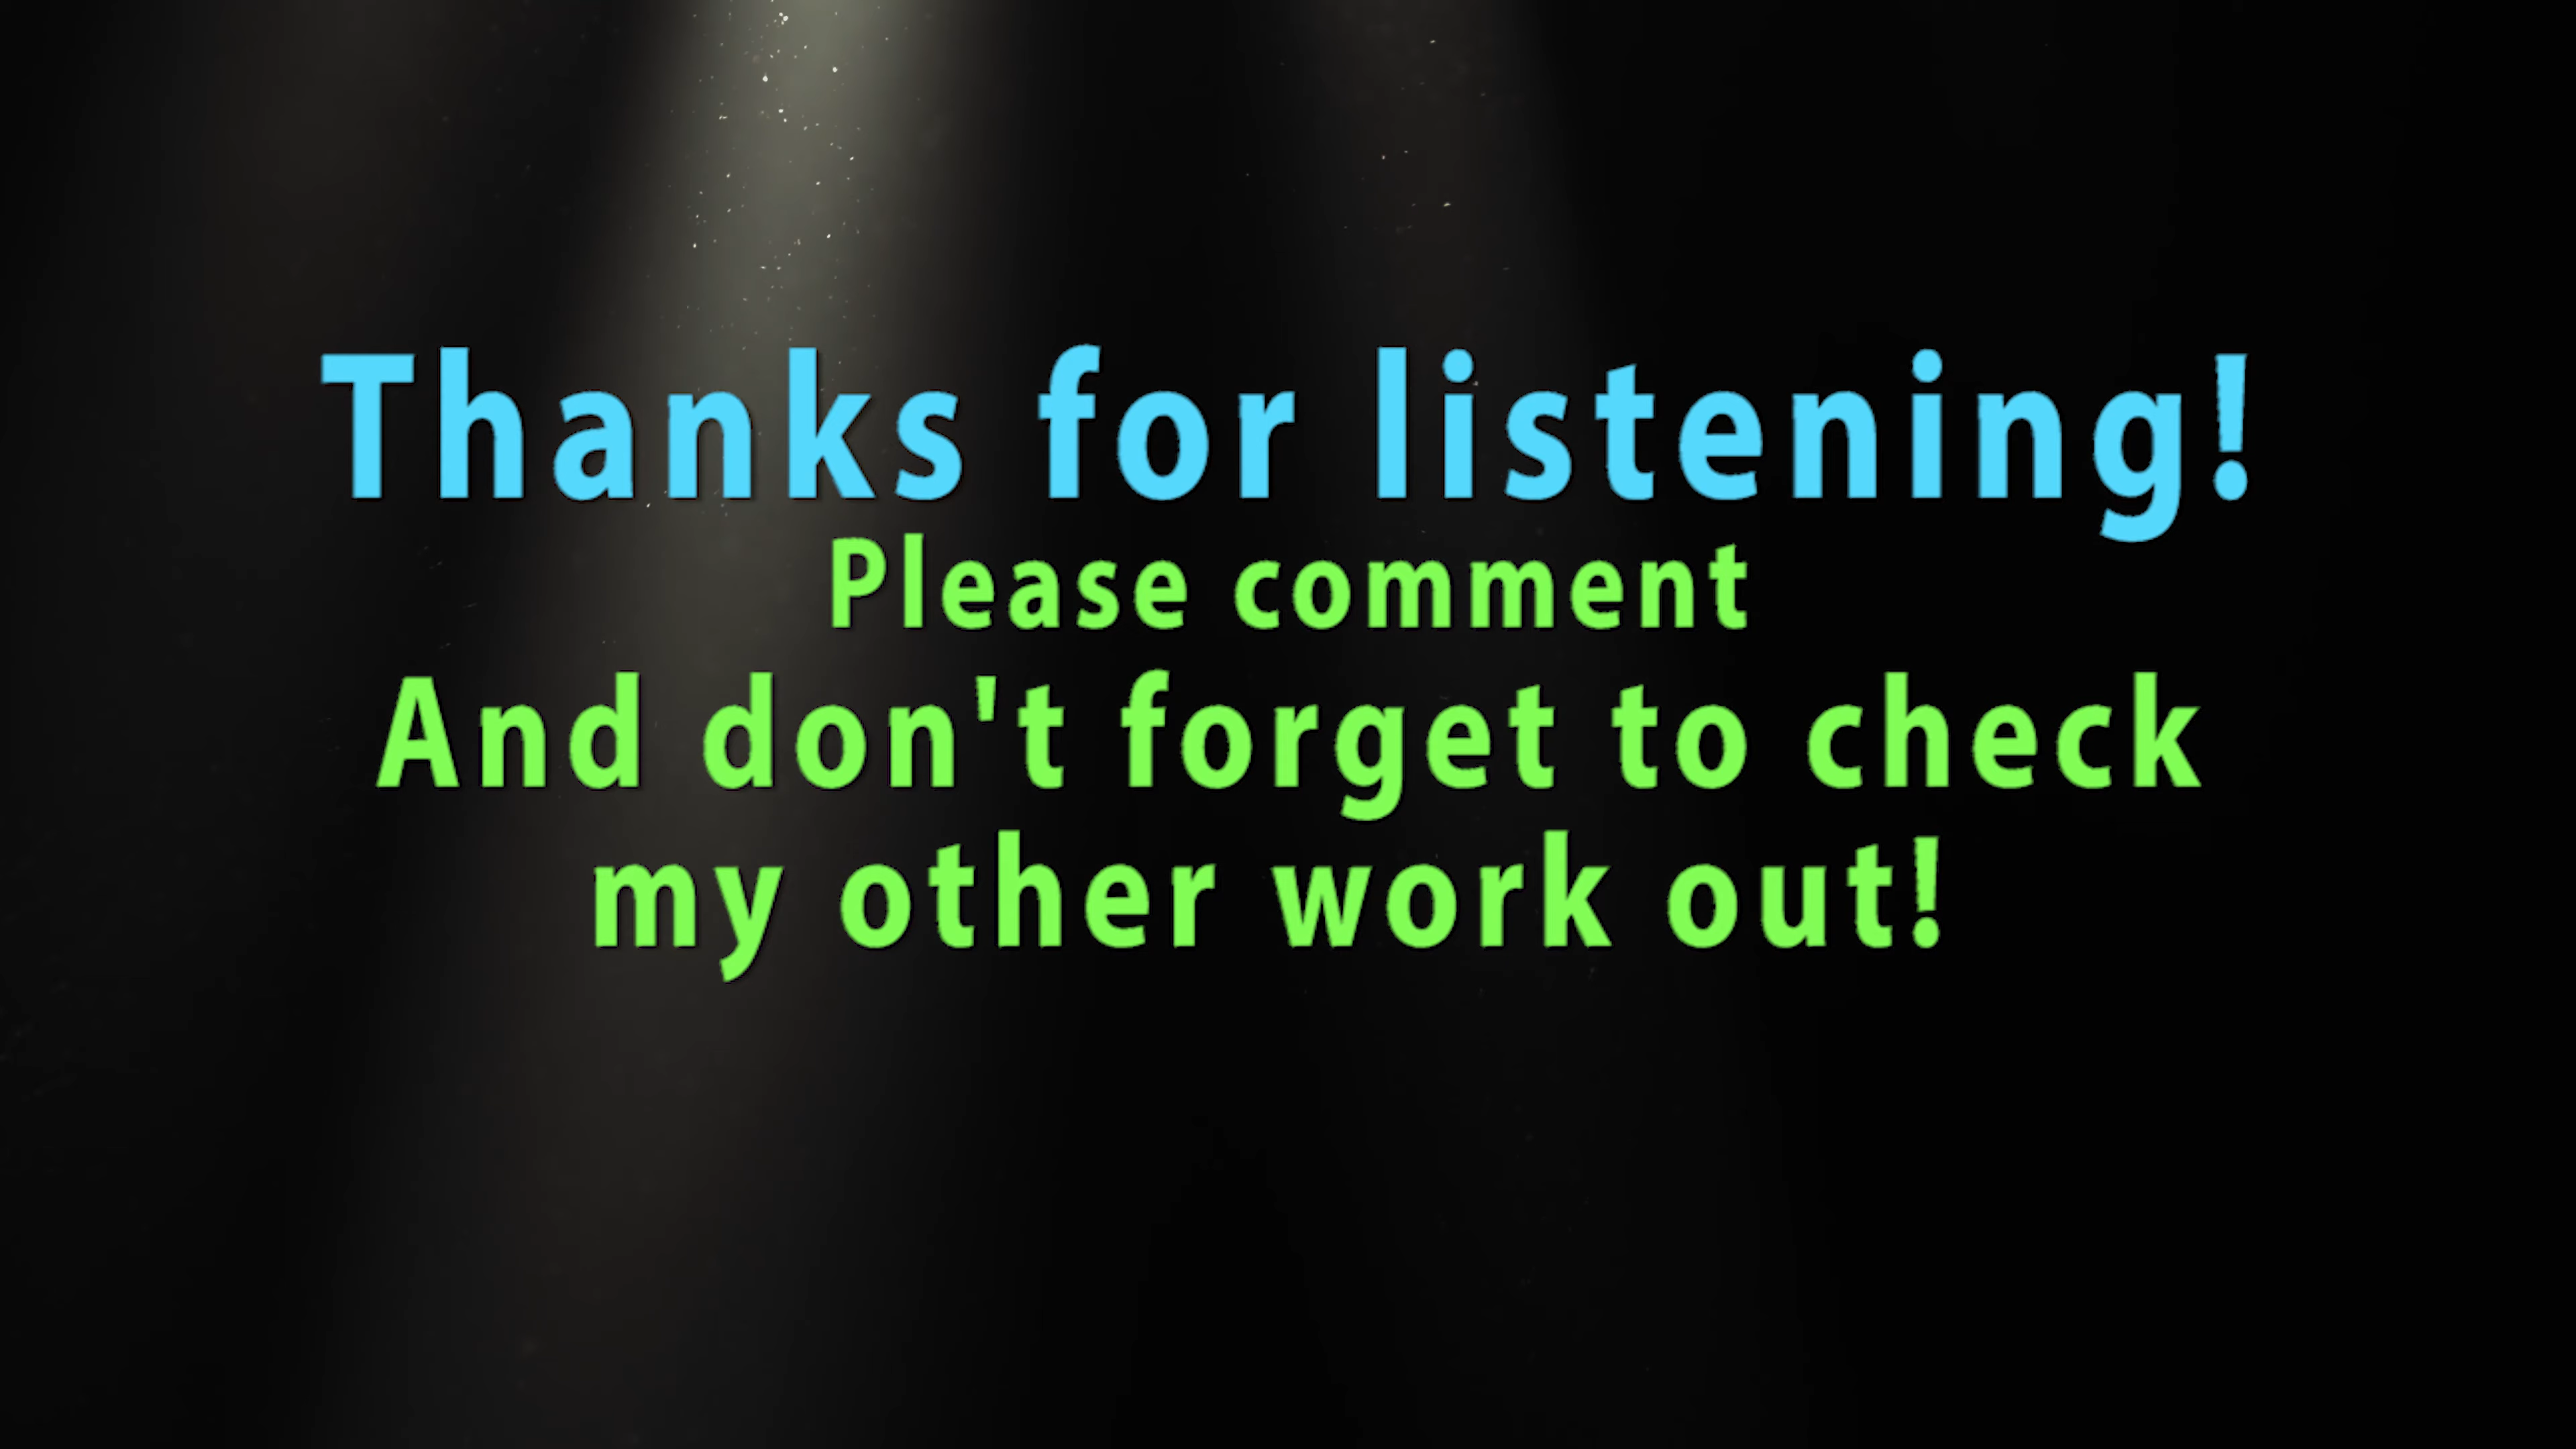 Thanks for listening!
Please comment
And don't forget to check
my other work out!